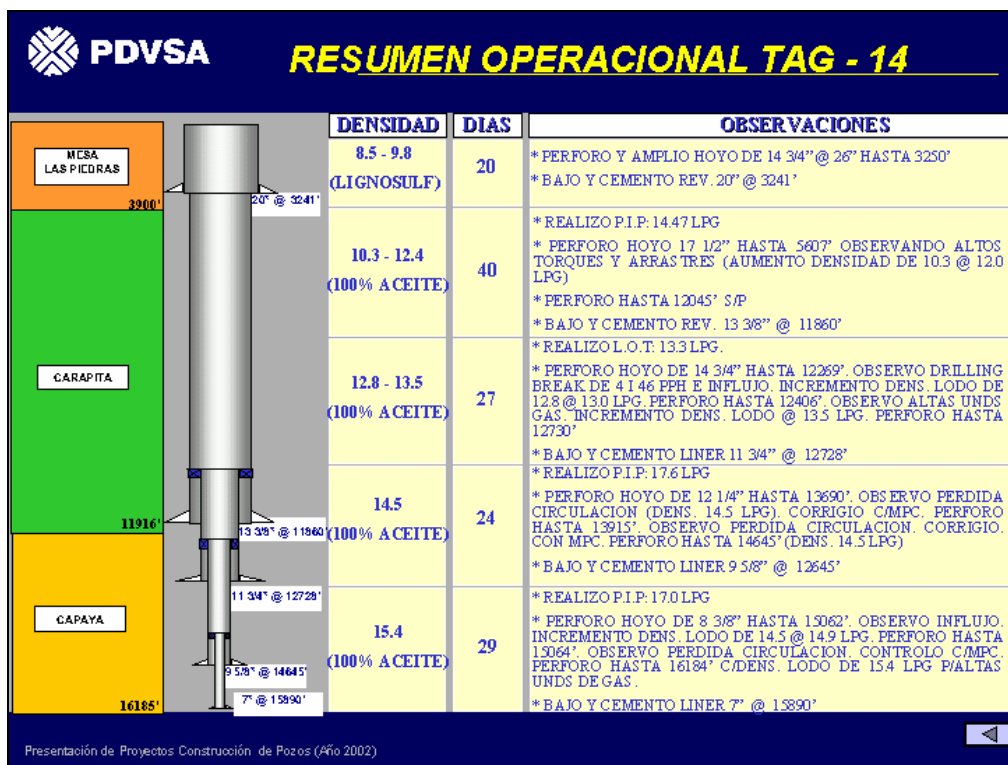 PDVSA
RESUMEN OPERACIONAL TAG - 14
DENSIDAD
DIAS
OBSERVACIONES
MESA
LAS PIEDRAS
3900'
20" @ 3241'
8.5 - 9.8
(LIGNOSULF)
20
* PERFORO Y AMPLIO HOYO DE 14 3/4" @ 26" HASTA 3250'
* BAJO Y CEMENTO REV. 20" @ 3241'
CARAPITA
11916'
13 3/8" @ 11860'
10.3 - 12.4
(100% ACEITE)
40
* REALIZO P.I.P: 14.47 LPG
* PERFORO HOYO 17 1/2" HASTA 5607' OBSERVANDO ALTOS
TORQUES Y ARRASTRES (AUMENTO DENSIDAD DE 10.3 @ 12.0
LPG)
* PERFORO HASTA 12045' S/P
* BAJO Y CEMENTO REV. 13 3/8" @ 11860'
12.8 - 13.5
(100% ACEITE)
27
* REALIZO L.O.T: 13.3 LPG.
* PERFORO HOYO DE 14 3/4" HASTA 12269'. OBSERVO DRILLING
BREAK DE 4 I 46 PPH E INFLUJO. INCREMENTO DENS. LODO DE
12.8 @ 13.0 LPG. PERFORO HASTA 12406'. OBSERVO ALTAS UNDS
GAS. INCREMENTO DENS. LODO @ 13.5 LPG. PERFORO HASTA
12730'
* BAJO Y CEMENTO LINER 11 3/4" @ 12728'
11 3/4" @ 12728'
14.5
(100% ACEITE)
24
* REALIZO P.I.P: 17.6 LPG
* PERFORO HOYO DE 12 1/4" HASTA 13690'. OBSERVO PERDIDA
CIRCULACION (DENS. 14.5 LPG). CORRIGIO C/MPC. PERFORO
HASTA 13915'. OBSERVO PERDIDA CIRCULACION. CORRIGIO
CON MPC. PERFORO HASTA 14645' (DENS. 14.5 LPG)
* BAJO Y CEMENTO LINER 9 5/8" @ 12645'
CAPAYA
16185'
9 5/8" @ 14645'
7" @ 15890'
15.4
(100% ACEITE)
29
* REALIZO P.I.P: 17.0 LPG
* PERFORO HOYO DE 8 3/8" HASTA 15062'. OBSERVO INFLUJO.
INCREMENTO DENS. LODO DE 14.5 @ 14.9 LPG. PERFORO HASTA
15064'. OBSERVO PERDIDA CIRCULACION. CONTROLO C/MPC.
PERFORO HASTA 16184' C/DENS. LODO DE 15.4 LPG P/ALTAS
UNDS DE GAS.
* BAJO Y CEMENTO LINER 7" @ 15890'
Presentación de Proyectos Construcción de Pozos (Año 2002)